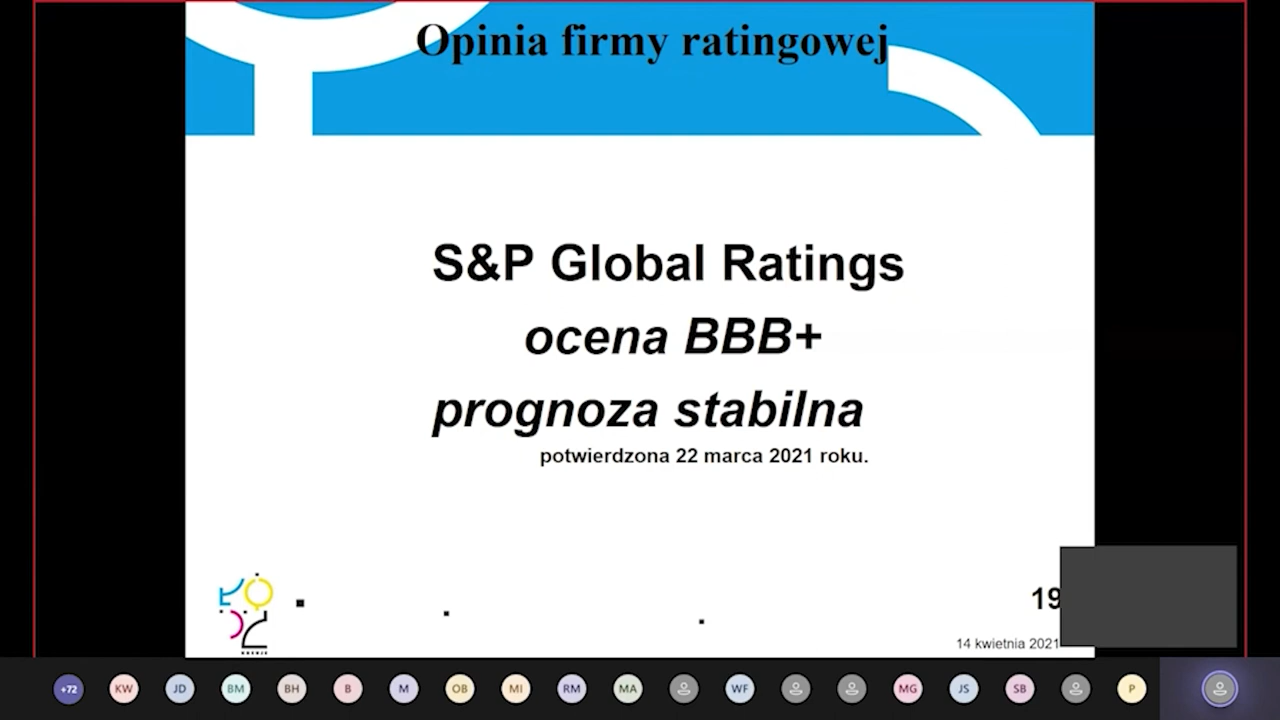 Opinia firmy ratingowej
S&P Global Ratings
ocena BBB+
prognoza stabilna
potwierdzona 22 marca 2021 roku.
19
14 kwietnia 2021
+72 KW JD BM BH B M OB MI RM MA WF MG JS SB P